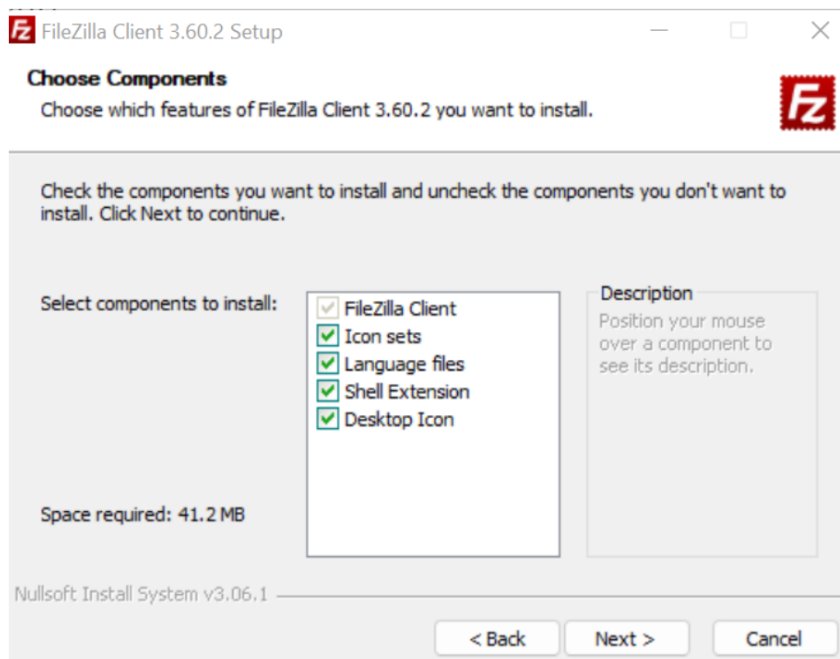 FileZilla Client 3.60.2 Setup
Choose Components
Choose which features of FileZilla Client 3.60.2 you want to install.
Fz
Check the components you want to install and uncheck the components you don't want to
install. Click Next to continue.
Select components to install:
FileZilla Client
Icon sets
Language files
Shell Extension
Desktop Icon
Description
Position your mouse
over a component to
see its description.
Space required: 41.2 MB
Nullsoft Install System v3.06.1
< Back
Next >
Cancel